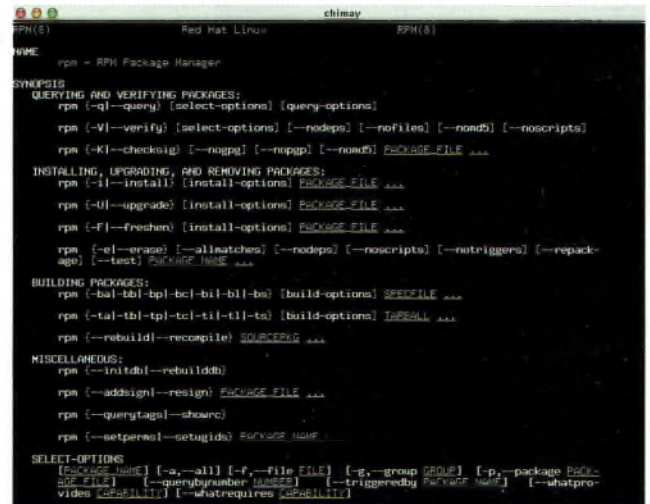 chimay
RPM(8) Red Hat Linux RPM(8)
NAME
rpm - RPM Package Manager
SYNOPSIS
QUERYING AND VERIFYING PACKAGES:
rpm {-q|--query} [select-options] [query-options]
rpm {-V|--verify} [select-options] [--nodeps] [--nofiles] [--nomd5] [--noscripts]
rpm {-K|--checksig} [--nogpg] [--nopgp] [--nomd5] PACKAGE_FILE ...
INSTALLING, UPGRADING, AND REMOVING PACKAGES:
rpm {-i|--install} [install-options] PACKAGE_FILE ...
rpm {-U|--upgrade} [install-options] PACKAGE_FILE ...
rpm {-F|--freshen} [install-options] PACKAGE_FILE ...
rpm {-e|--erase} [--allmatches] [--nodeps] [--noscripts] [--notriggers] [--repack-
age] [--test] PACKAGE_NAME ...
BUILDING PACKAGES:
rpm {-ba|-bb|-bp|-bc|-bi|-bl|-bs} [build-options] SPECFILE ...
rpm {-ta|-tb|-tp|-tc|-ti|-tl|-ts} [build-options] TARBALL ...
rpm {--rebuild|--recompile} SOURCEPKG ...
MISCELLANEOUS:
rpm {--initdb|--rebuilddb}
rpm {--addsign|--resign} PACKAGE_FILE ...
rpm {--querytags|--showrc}
rpm {--setperms|--setugids} PACKAGE_NAME ...
SELECT-OPTIONS
[PACKAGE_NAME] [-a,--all] [-f,--file FILE] [-g,--group GROUP] [-p,--package PACK-
AGE_FILE] [--querybynumber NUMBER] [--triggeredby PACKAGE_NAME] [--whatpro-
vides CAPABILITY] [--whatrequires CAPABILITY]